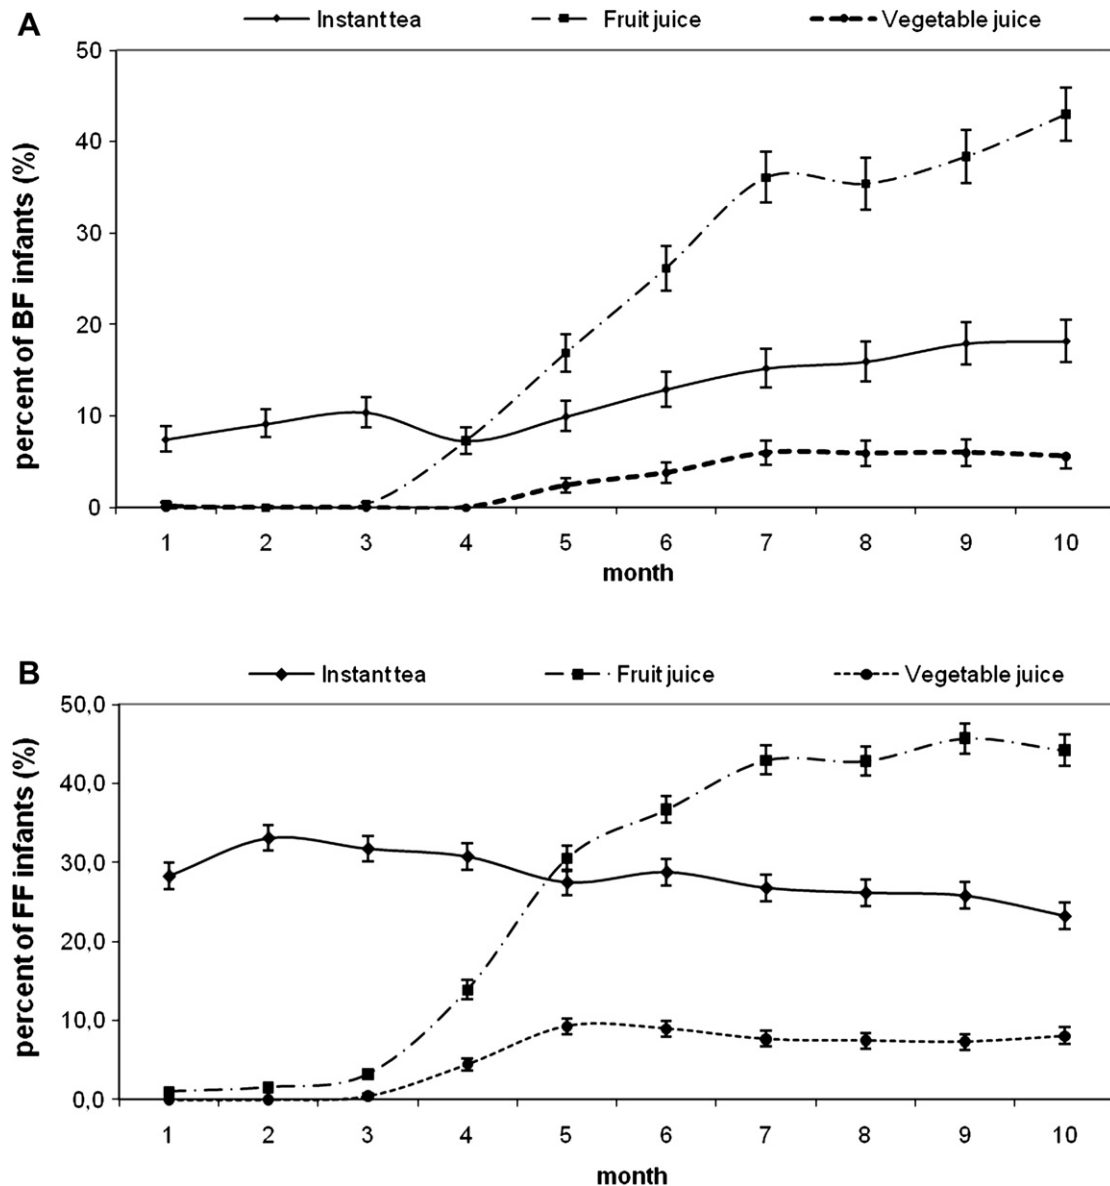 A
Instant tea Fruit juice Vegetable juice
percent of BF infants (%)
50
40
30
20
10
0
1 2 3 4 5 6 7 8 9 10
month
B
Instant tea Fruit juice Vegetable juice
percent of FF infants (%)
50,0
40,0
30,0
20,0
10,0
0,0
1 2 3 4 5 6 7 8 9 10
month